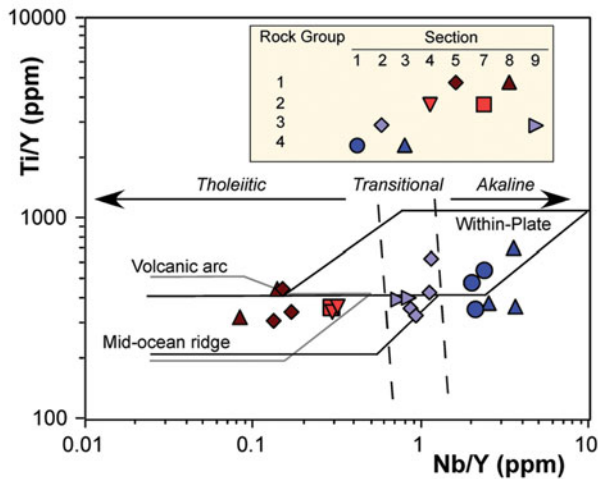 10000
Rock Group Section
1 2 3 4 5 7 8 9
1
2
3
4
Ti/Y (ppm)
Tholeiitic Transitional Akaline
1000
Within-Plate
Volcanic arc
Mid-ocean ridge
100
0.01 0.1 1 10
Nb/Y (ppm)